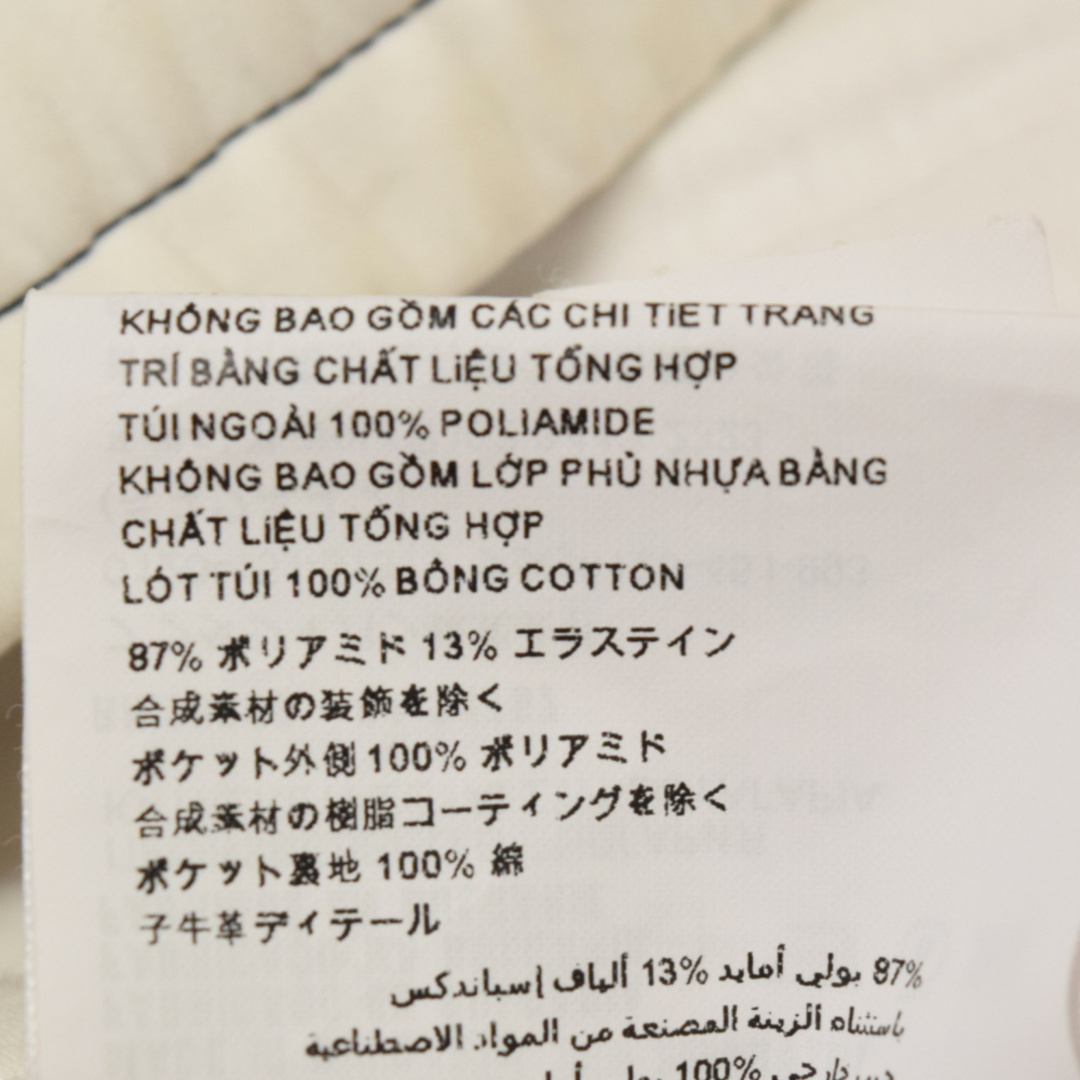 KHÔNG BAO GỒM CÁC CHI TiẾT TRANG
TRÍ BẰNG CHẤT LiỆU TỔNG HỢP
TÚI NGOÀI 100% POLIAMIDE
KHÔNG BAO GỒM LỚP PHỦ NHỰA BẰNG
CHẤT LiỆU TỔNG HỢP
LÓT TÚI 100% BÔNG COTTON
87% ポリアミド 13% エラステイン
合成素材の装飾を除く
ポケット外側 100% ポリアミド
合成素材の樹脂コーティングを除く
ポケット裏地 100% 綿
子牛革ディテール
87% بولي أمايد 13% ألياف إسباندكس
باستثناء الزينة المصنعة من المواد الاصطناعية
100%